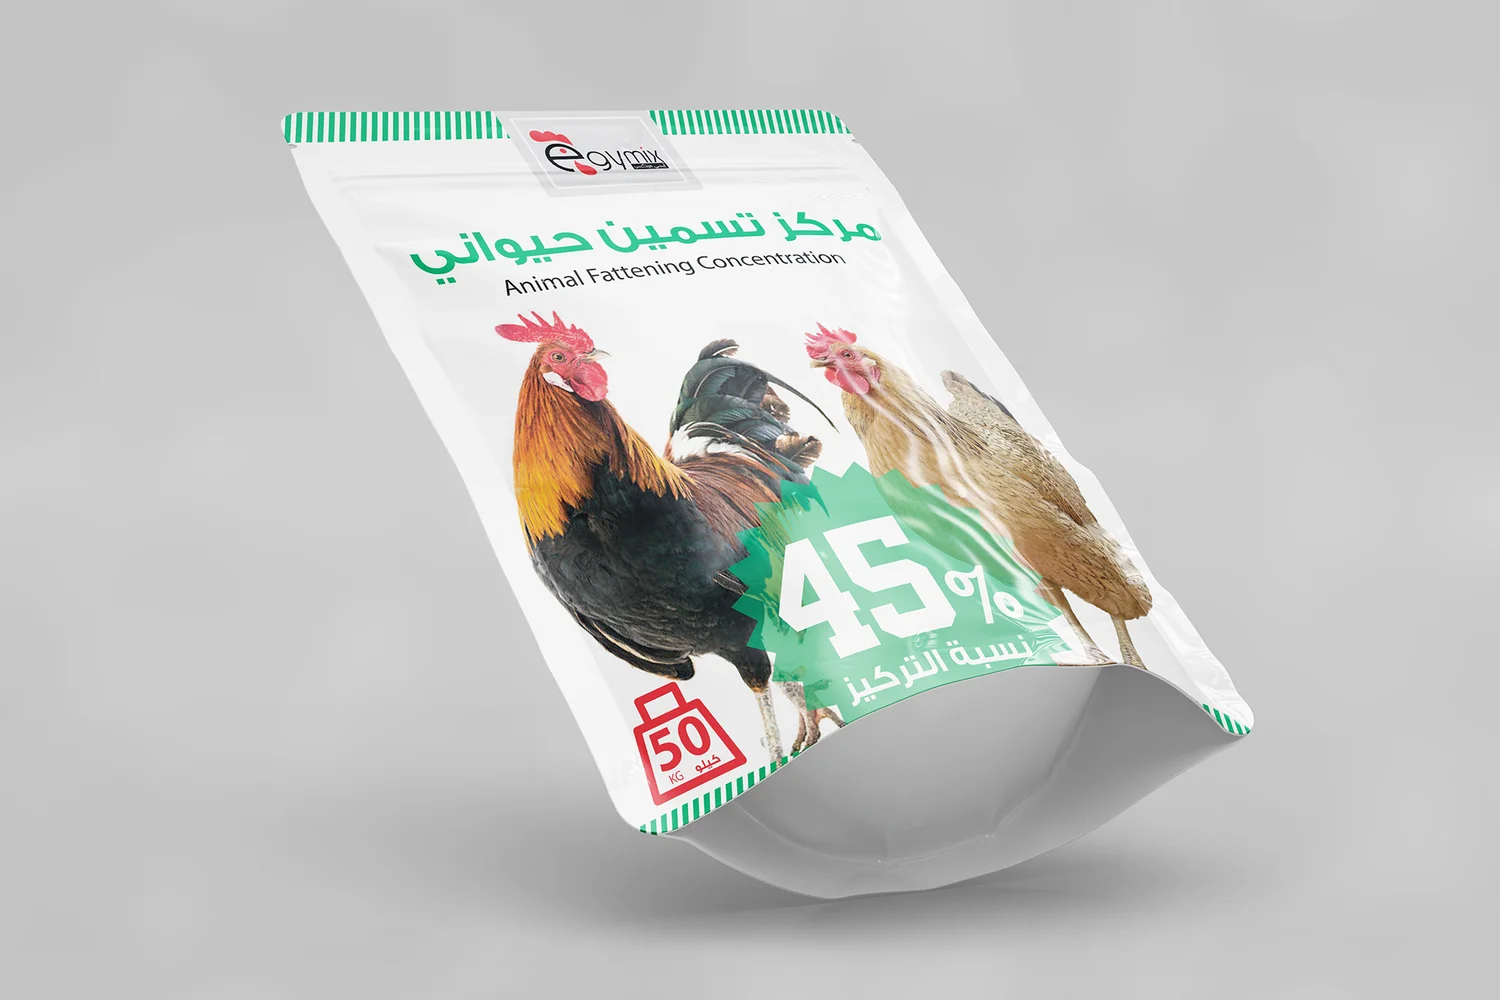 egymix
مركز تسمين حيواني
Animal Fattening Concentration
45%
نسبة التركيز
50
KG كيلو